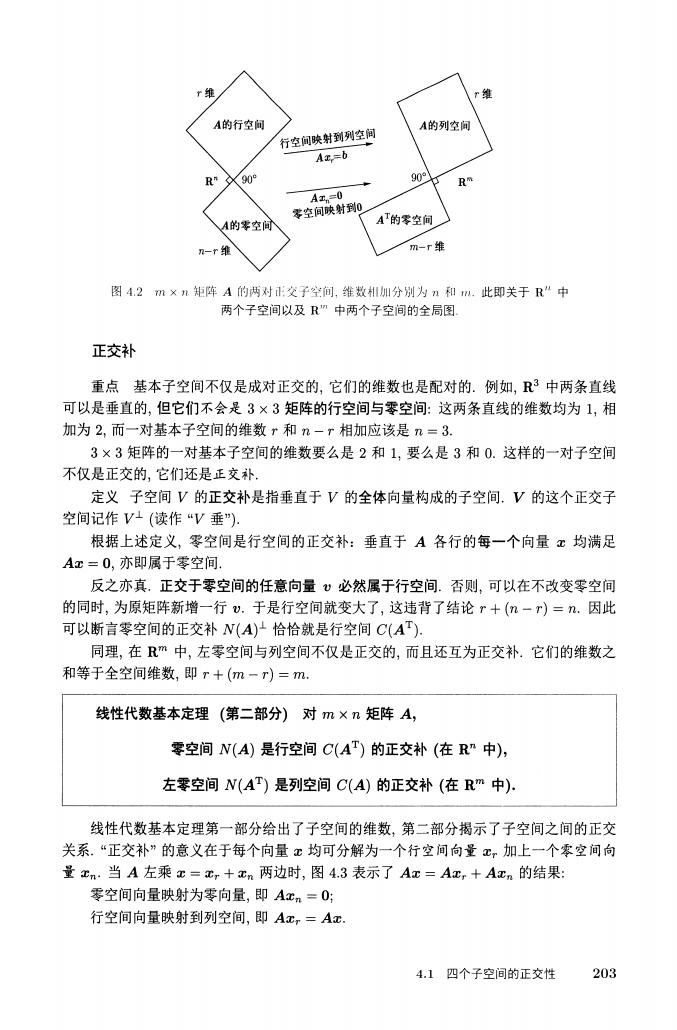 r 维
r 维
A的行空间
A的列空间
行空间映射到列空间
Axᵣ=b
Rⁿ
90°
90°
Rᵐ
Axₙ=0
零空间映射到0
A的零空间
Aᵀ的零空间
n−r 维
m−r 维
图 4.2 m × n 矩阵 A 的两对正交子空间, 维数相加分别为 n 和 m. 此即关于 Rⁿ 中
两个子空间以及 Rᵐ 中两个子空间的全局图.
正交补
重点 基本子空间不仅是成对正交的, 它们的维数也是配对的. 例如, R³ 中两条直线
可以是垂直的, 但它们不会是 3 × 3 矩阵的行空间与零空间: 这两条直线的维数均为 1, 相
加为 2, 而一对基本子空间的维数 r 和 n − r 相加应该是 n = 3.
3 × 3 矩阵的一对基本子空间的维数要么是 2 和 1, 要么是 3 和 0. 这样的一对子空间
不仅是正交的, 它们还是正交补.
定义 子空间 V 的正交补是指垂直于 V 的全体向量构成的子空间. V 的这个正交子
空间记作 V⊥ (读作 “V 垂”).
根据上述定义, 零空间是行空间的正交补: 垂直于 A 各行的每一个向量 x 均满足
Ax = 0, 亦即属于零空间.
反之亦真. 正交于零空间的任意向量 v 必然属于行空间. 否则, 可以在不改变零空间
的同时, 为原矩阵新增一行 v. 于是行空间就变大了, 这违背了结论 r + (n − r) = n. 因此
可以断言零空间的正交补 N(A)⊥ 恰恰就是行空间 C(Aᵀ).
同理, 在 Rᵐ 中, 左零空间与列空间不仅是正交的, 而且还互为正交补. 它们的维数之
和等于全空间维数, 即 r + (m − r) = m.
线性代数基本定理 (第二部分) 对 m × n 矩阵 A,
零空间 N(A) 是行空间 C(Aᵀ) 的正交补 (在 Rⁿ 中),
左零空间 N(Aᵀ) 是列空间 C(A) 的正交补 (在 Rᵐ 中).
线性代数基本定理第一部分给出了子空间的维数, 第二部分揭示了子空间之间的正交
关系. “正交补” 的意义在于每个向量 x 均可分解为一个行空间向量 xᵣ 加上一个零空间向
量 xₙ. 当 A 左乘 x = xᵣ + xₙ 两边时, 图 4.3 表示了 Ax = Axᵣ + Axₙ 的结果:
零空间向量映射为零向量, 即 Axₙ = 0;
行空间向量映射到列空间, 即 Axᵣ = Ax.
4.1 四个子空间的正交性 203